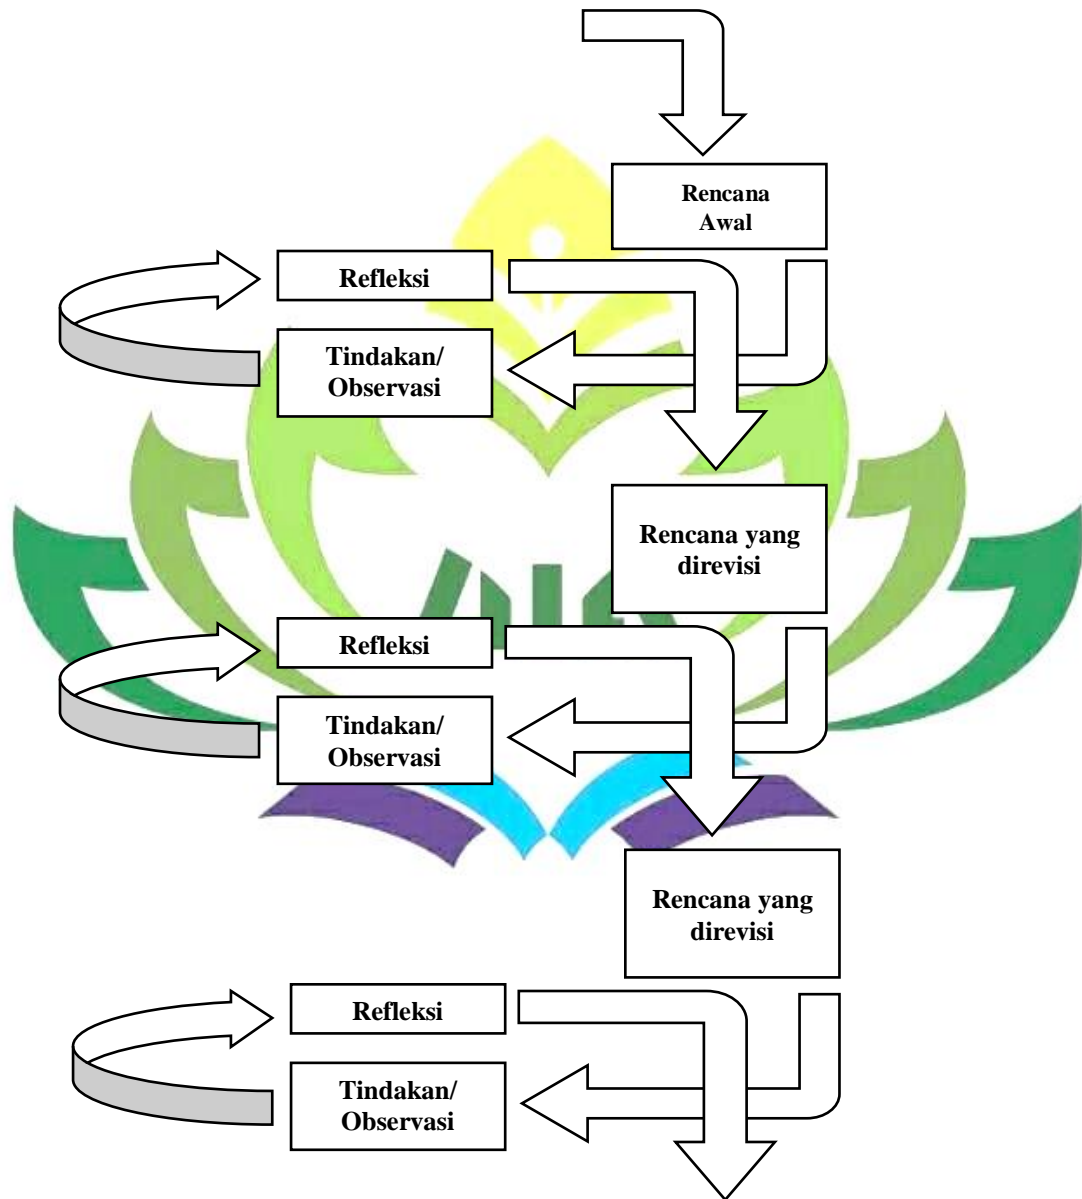 Rencana
Awal
Refleksi
Tindakan/
Observasi
Rencana yang
direvisi
Refleksi
Tindakan/
Observasi
Rencana yang
direvisi
Refleksi
Tindakan/
Observasi